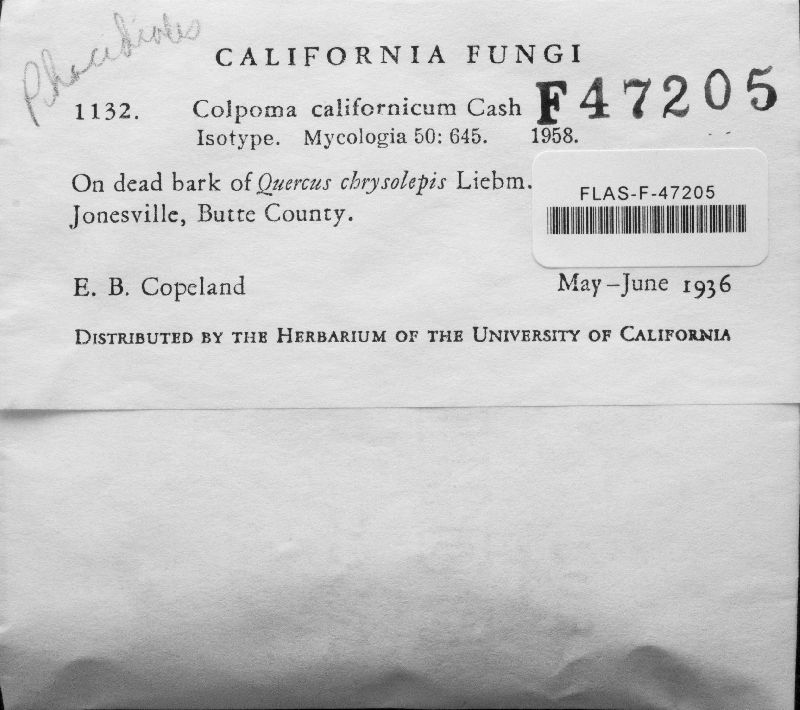 Phacidiales
CALIFORNIA FUNGI
1132. Colpoma californicum Cash F47205
Isotype. Mycologia 50: 645. 1958.
On dead bark of Quercus chrysolepis Liebm.
FLAS-F-47205
Jonesville, Butte County.
E. B. Copeland May–June 1936
DISTRIBUTED BY THE HERBARIUM OF THE UNIVERSITY OF CALIFORNIA